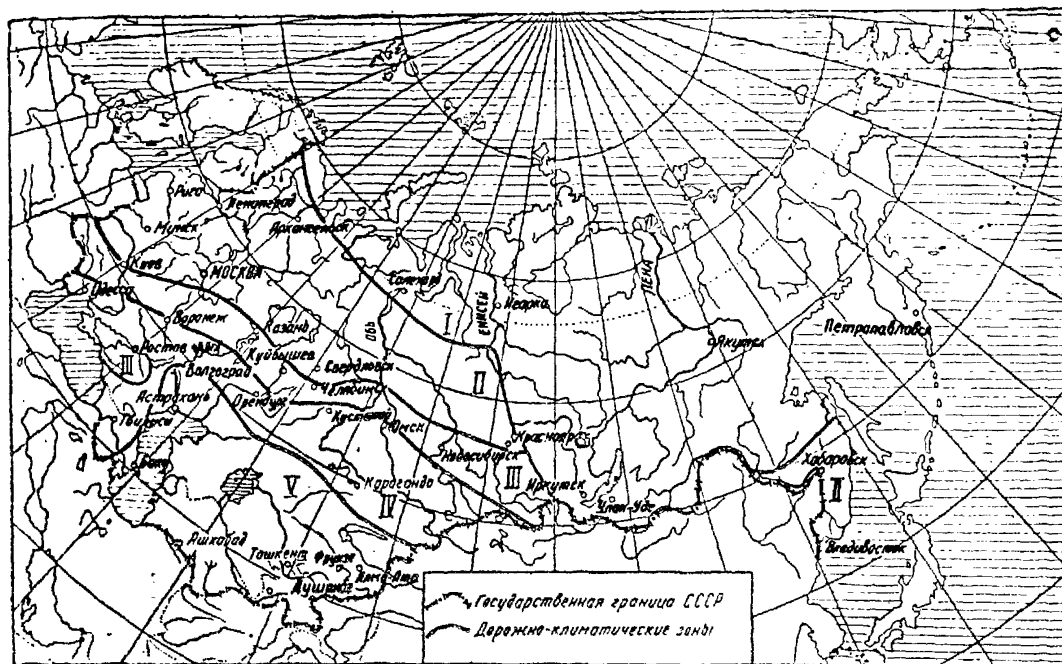 Рига
Ленинград
Минск
Архангельск
Киев
МОСКВА
Одесса
Салехард
Воронеж
Казань
ОБЬ
I
ЕНИСЕЙ
Игарка
ЛЕНА
Петропавловск
Якутск
Ростов
III
Куйбышев
Свердловск
II
Волгоград
Челябинск
Астрахань
Оренбург
Кустанай
Омск
Красноярск
Тбилиси
Новосибирск
III
Хабаровск
Баку
V
Караганда
IV
Иркутск
Улан-Удэ
II
Ашхабад
Владивосток
Ташкент
Фрунзе
Алма-Ата
Душанбе
Государственная граница СССР
Дорожно-климатические зоны